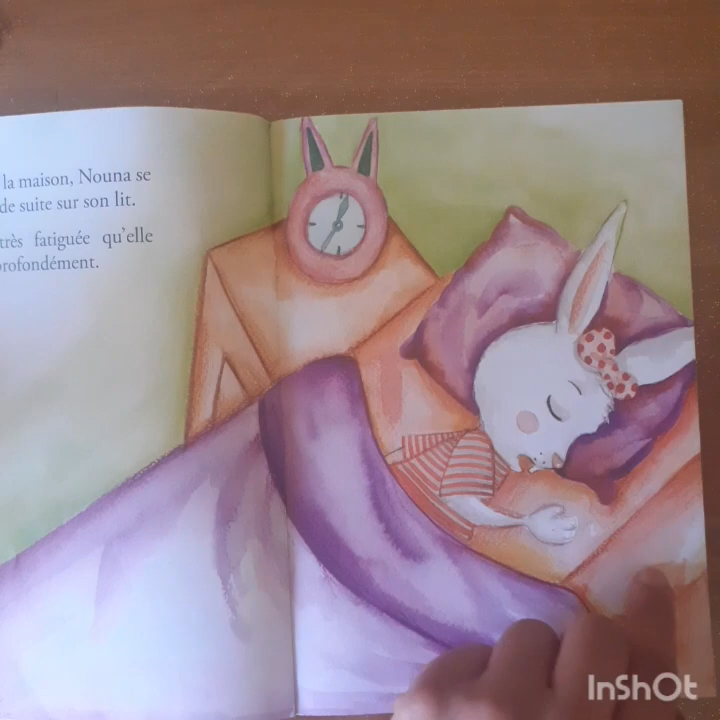 la maison, Nouna se
de suite sur son lit.
très fatiguée qu'elle
profondément.
InShOt